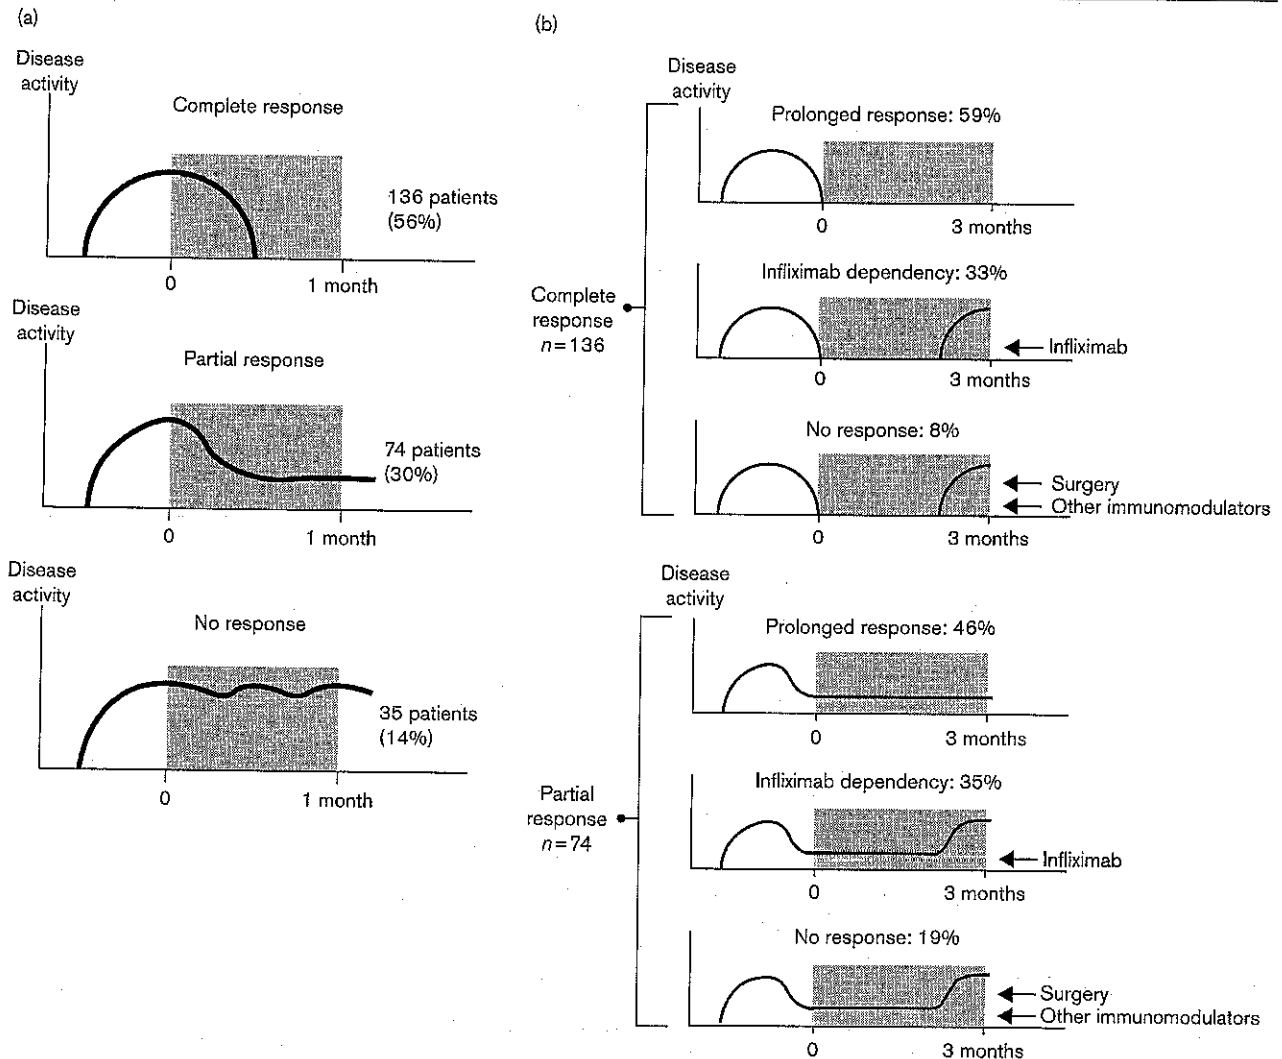 (a)
Disease
activity
Complete response
136 patients
(56%)
0
1 month
Disease
activity
Partial response
74 patients
(30%)
0
1 month
Disease
activity
No response
35 patients
(14%)
0
1 month
(b)
Disease
activity
Prolonged response: 59%
0
3 months
Complete
response
n=136
Infliximab dependency: 33%
Infliximab
0
3 months
No response: 8%
Surgery
Other immunomodulators
0
3 months
Disease
activity
Prolonged response: 46%
0
3 months
Partial
response
n=74
Infliximab dependency: 35%
Infliximab
0
3 months
No response: 19%
Surgery
Other immunomodulators
0
3 months